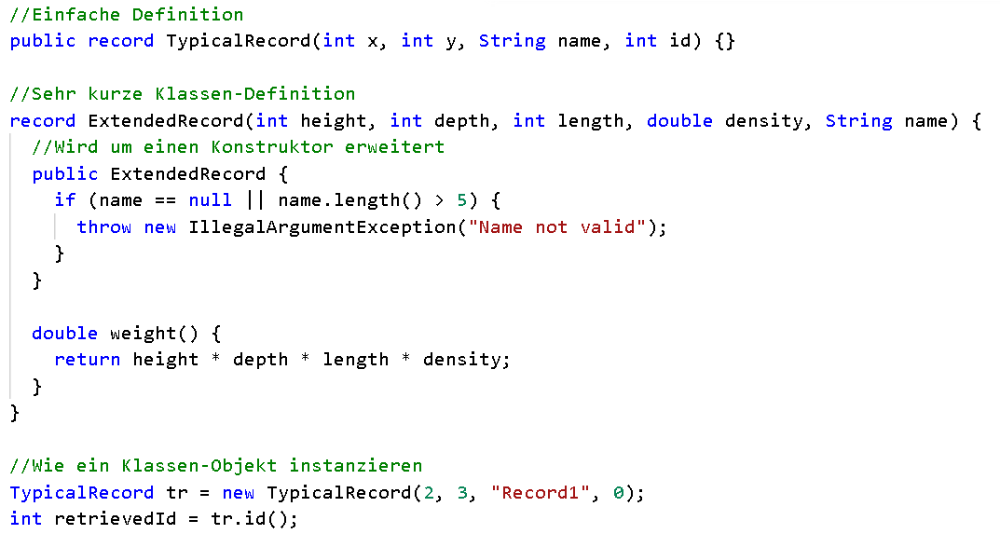 //Einfache Definition
public record TypicalRecord(int x, int y, String name, int id) {}
//Sehr kurze Klassen-Definition
record ExtendedRecord(int height, int depth, int length, double density, String name) {
//Wird um einen Konstruktor erweitert
public ExtendedRecord {
if (name == null || name.length() > 5) {
throw new IllegalArgumentException("Name not valid");
}
}
double weight() {
return height * depth * length * density;
}
}
//Wie ein Klassen-Objekt instanzieren
TypicalRecord tr = new TypicalRecord(2, 3, "Record1", 0);
int retrievedId = tr.id();